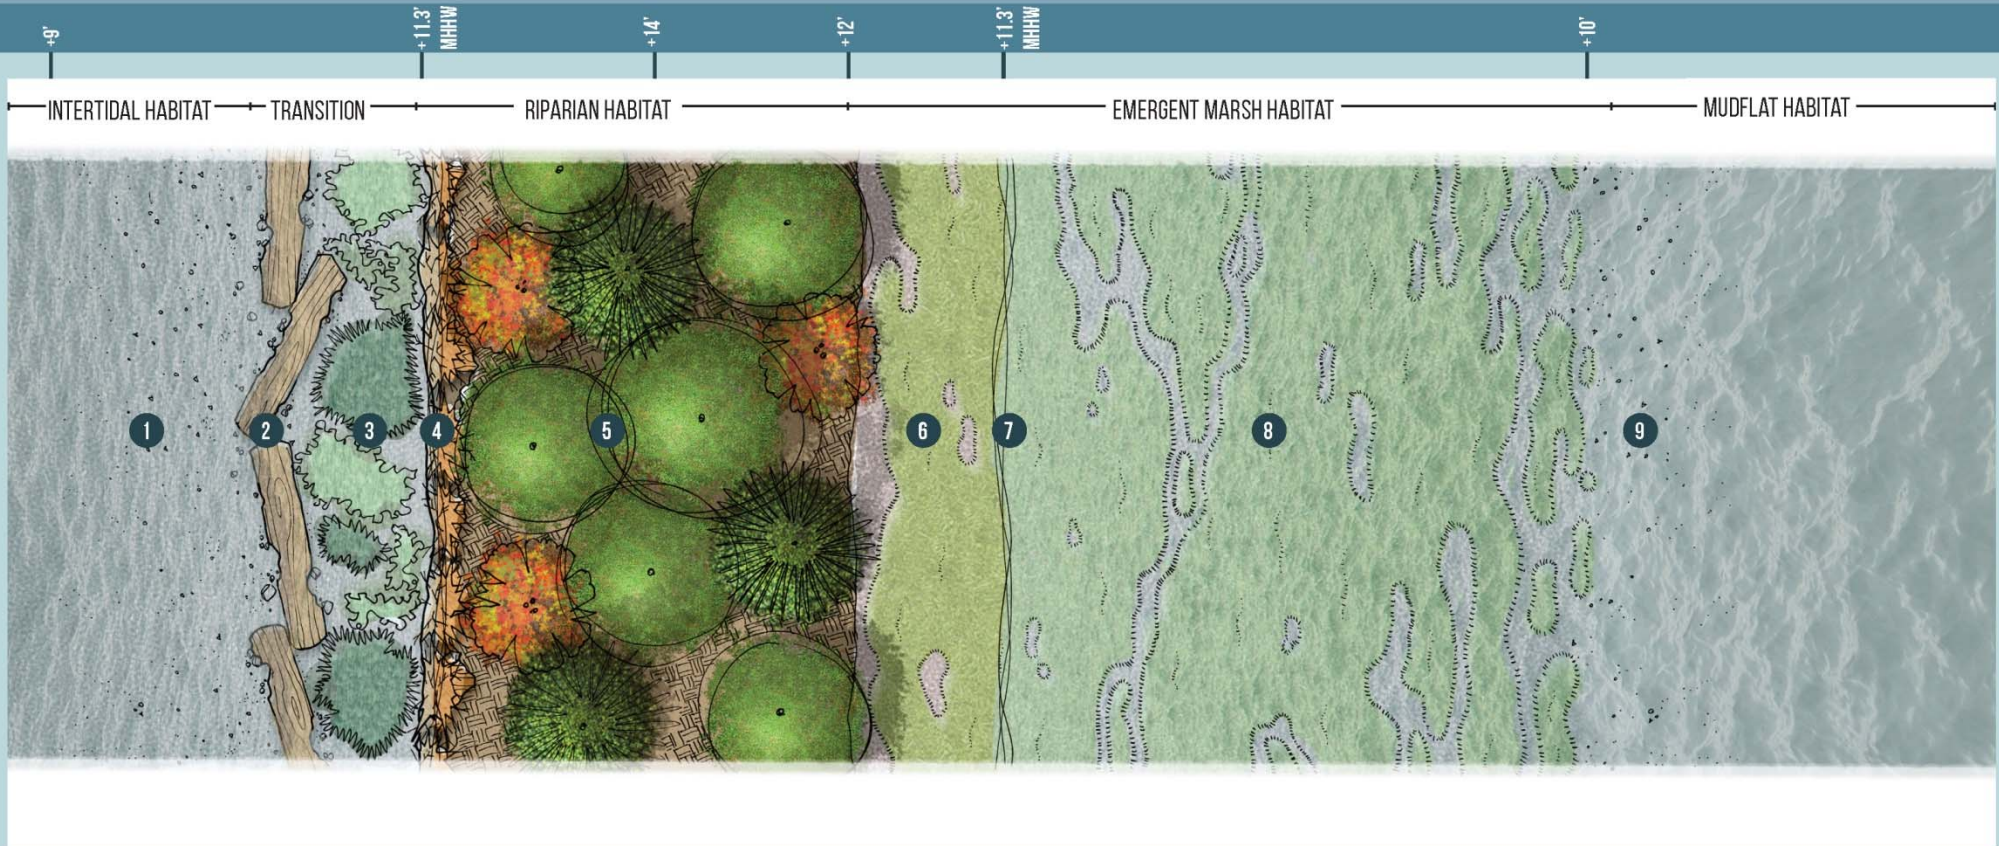 +9'
+11.3'
MHHW
+14'
+12'
+11.3'
MHHW
+10'
INTERTIDAL HABITAT
TRANSITION
RIPARIAN HABITAT
EMERGENT MARSH HABITAT
MUDFLAT HABITAT
1
2
3
4
5
6
7
8
9